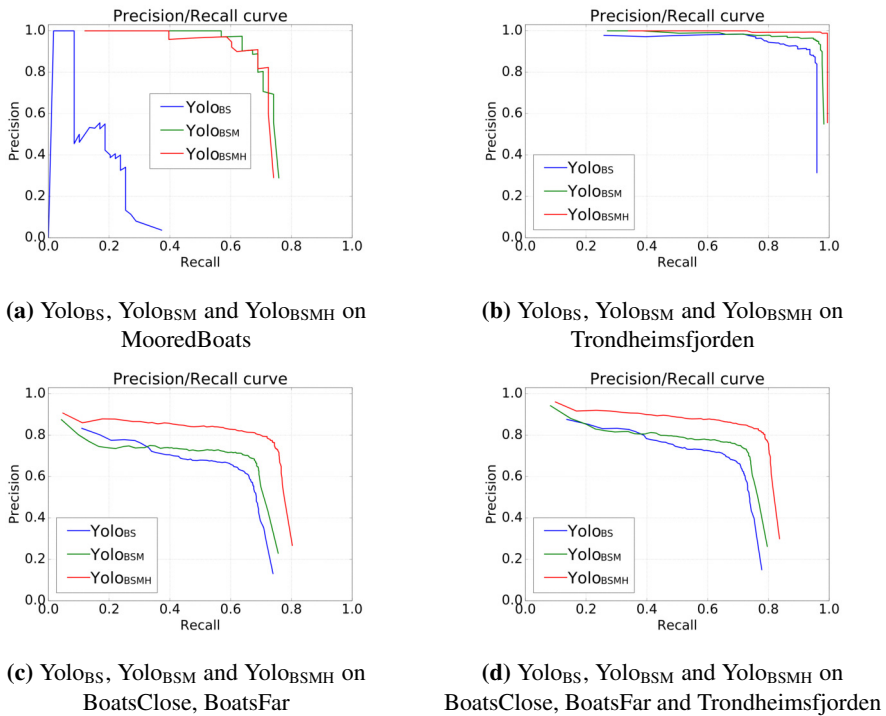 Precision/Recall curve
1.0
0.8
0.6
0.4
0.2
0.0
Precision
YoloBS
YoloBSM
YoloBSMH
0.0 0.2 0.4 0.6 0.8 1.0
Recall
(a) YoloBS, YoloBSM and YoloBSMH on
MooredBoats
Precision/Recall curve
1.0
0.8
0.6
0.4
0.2
0.0
Precision
YoloBS
YoloBSM
YoloBSMH
0.0 0.2 0.4 0.6 0.8 1.0
Recall
(b) YoloBS, YoloBSM and YoloBSMH on
Trondheimsfjorden
Precision/Recall curve
1.0
0.8
0.6
0.4
0.2
0.0
Precision
YoloBS
YoloBSM
YoloBSMH
0.0 0.2 0.4 0.6 0.8 1.0
Recall
(c) YoloBS, YoloBSM and YoloBSMH on
BoatsClose, BoatsFar
Precision/Recall curve
1.0
0.8
0.6
0.4
0.2
0.0
Precision
YoloBS
YoloBSM
YoloBSMH
0.0 0.2 0.4 0.6 0.8 1.0
Recall
(d) YoloBS, YoloBSM and YoloBSMH on
BoatsClose, BoatsFar and Trondheimsfjorden